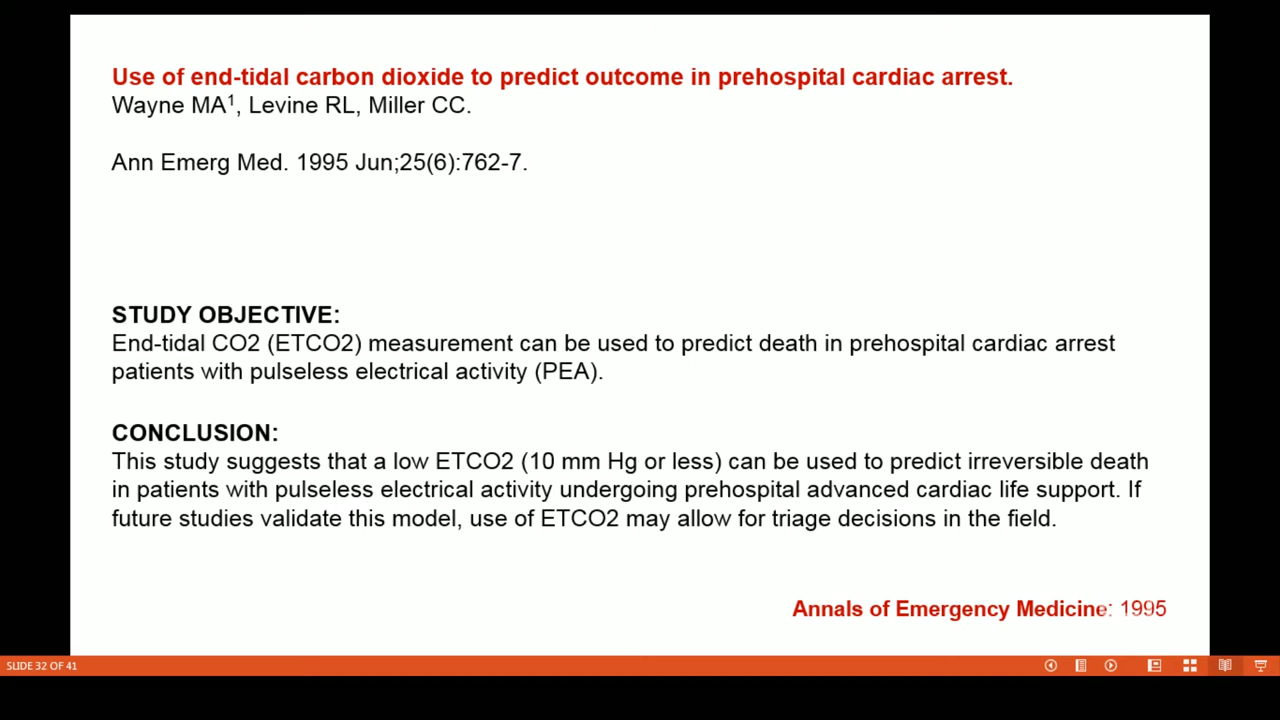 Use of end-tidal carbon dioxide to predict outcome in prehospital cardiac arrest.
Wayne MA¹, Levine RL, Miller CC.
Ann Emerg Med. 1995 Jun;25(6):762-7.
STUDY OBJECTIVE:
End-tidal CO2 (ETCO2) measurement can be used to predict death in prehospital cardiac arrest
patients with pulseless electrical activity (PEA).
CONCLUSION:
This study suggests that a low ETCO2 (10 mm Hg or less) can be used to predict irreversible death
in patients with pulseless electrical activity undergoing prehospital advanced cardiac life support. If
future studies validate this model, use of ETCO2 may allow for triage decisions in the field.
Annals of Emergency Medicine: 1995
SLIDE 32 OF 41